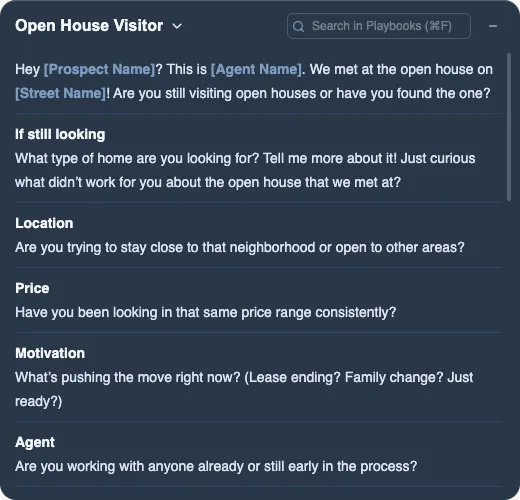 Open House Visitor
Search in Playbooks (⌘F)
Hey [Prospect Name]? This is [Agent Name]. We met at the open house on
[Street Name]! Are you still visiting open houses or have you found the one?
If still looking
What type of home are you looking for? Tell me more about it! Just curious
what didn’t work for you about the open house that we met at?
Location
Are you trying to stay close to that neighborhood or open to other areas?
Price
Have you been looking in that same price range consistently?
Motivation
What’s pushing the move right now? (Lease ending? Family change? Just
ready?)
Agent
Are you working with anyone already or still early in the process?